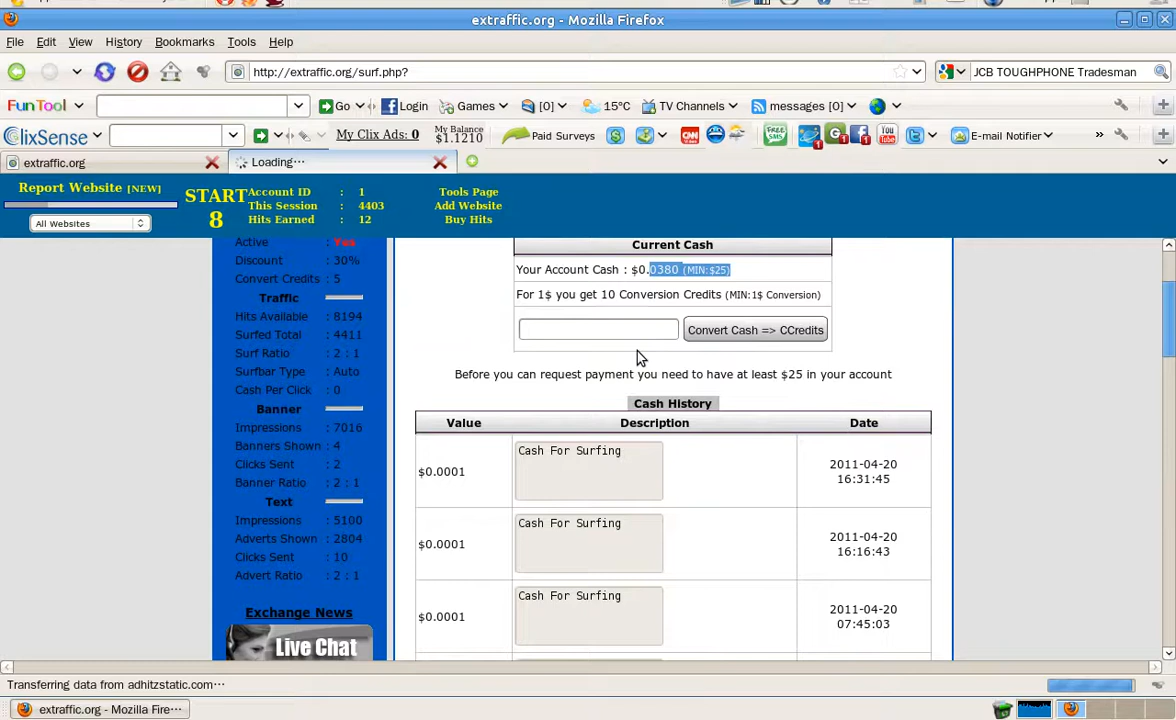 extraffic.org - Mozilla Firefox
File Edit View History Bookmarks Tools Help
http://extraffic.org/surf.php?
JCB TOUGHPHONE Tradesman
FunTool Go Login Games [0] 15°C TV Channels messages [0]
ClixSense My Clix Ads: 0 My Balance $1.1210 Paid Surveys CNN FREE SMS You Tube E-mail Notifier »
extraffic.org Loading…
Report Website [NEW]
All Websites
START
8
Account ID : 1
This Session : 4403
Hits Earned : 12
Tools Page
Add Website
Buy Hits
Active : Yes
Discount : 30%
Convert Credits : 5
Traffic
Hits Available : 8194
Surfed Total : 4411
Surf Ratio : 2 : 1
Surfbar Type : Auto
Cash Per Click : 0
Banner
Impressions : 7016
Banners Shown : 4
Clicks Sent : 2
Banner Ratio : 2 : 1
Text
Impressions : 5100
Adverts Shown : 2804
Clicks Sent : 10
Advert Ratio : 2 : 1
Exchange News
Live Chat
Current Cash
Your Account Cash : $0.0380 (MIN:$25)
For 1$ you get 10 Conversion Credits (MIN:1$ Conversion)
Convert Cash => CCredits
Before you can request payment you need to have at least $25 in your account
Cash History
Value Description Date
$0.0001 Cash For Surfing 2011-04-20 16:31:45
$0.0001 Cash For Surfing 2011-04-20 16:16:43
$0.0001 Cash For Surfing 2011-04-20 07:45:03
Transferring data from adhitzstatic.com…
extraffic.org - Mozilla Fire…